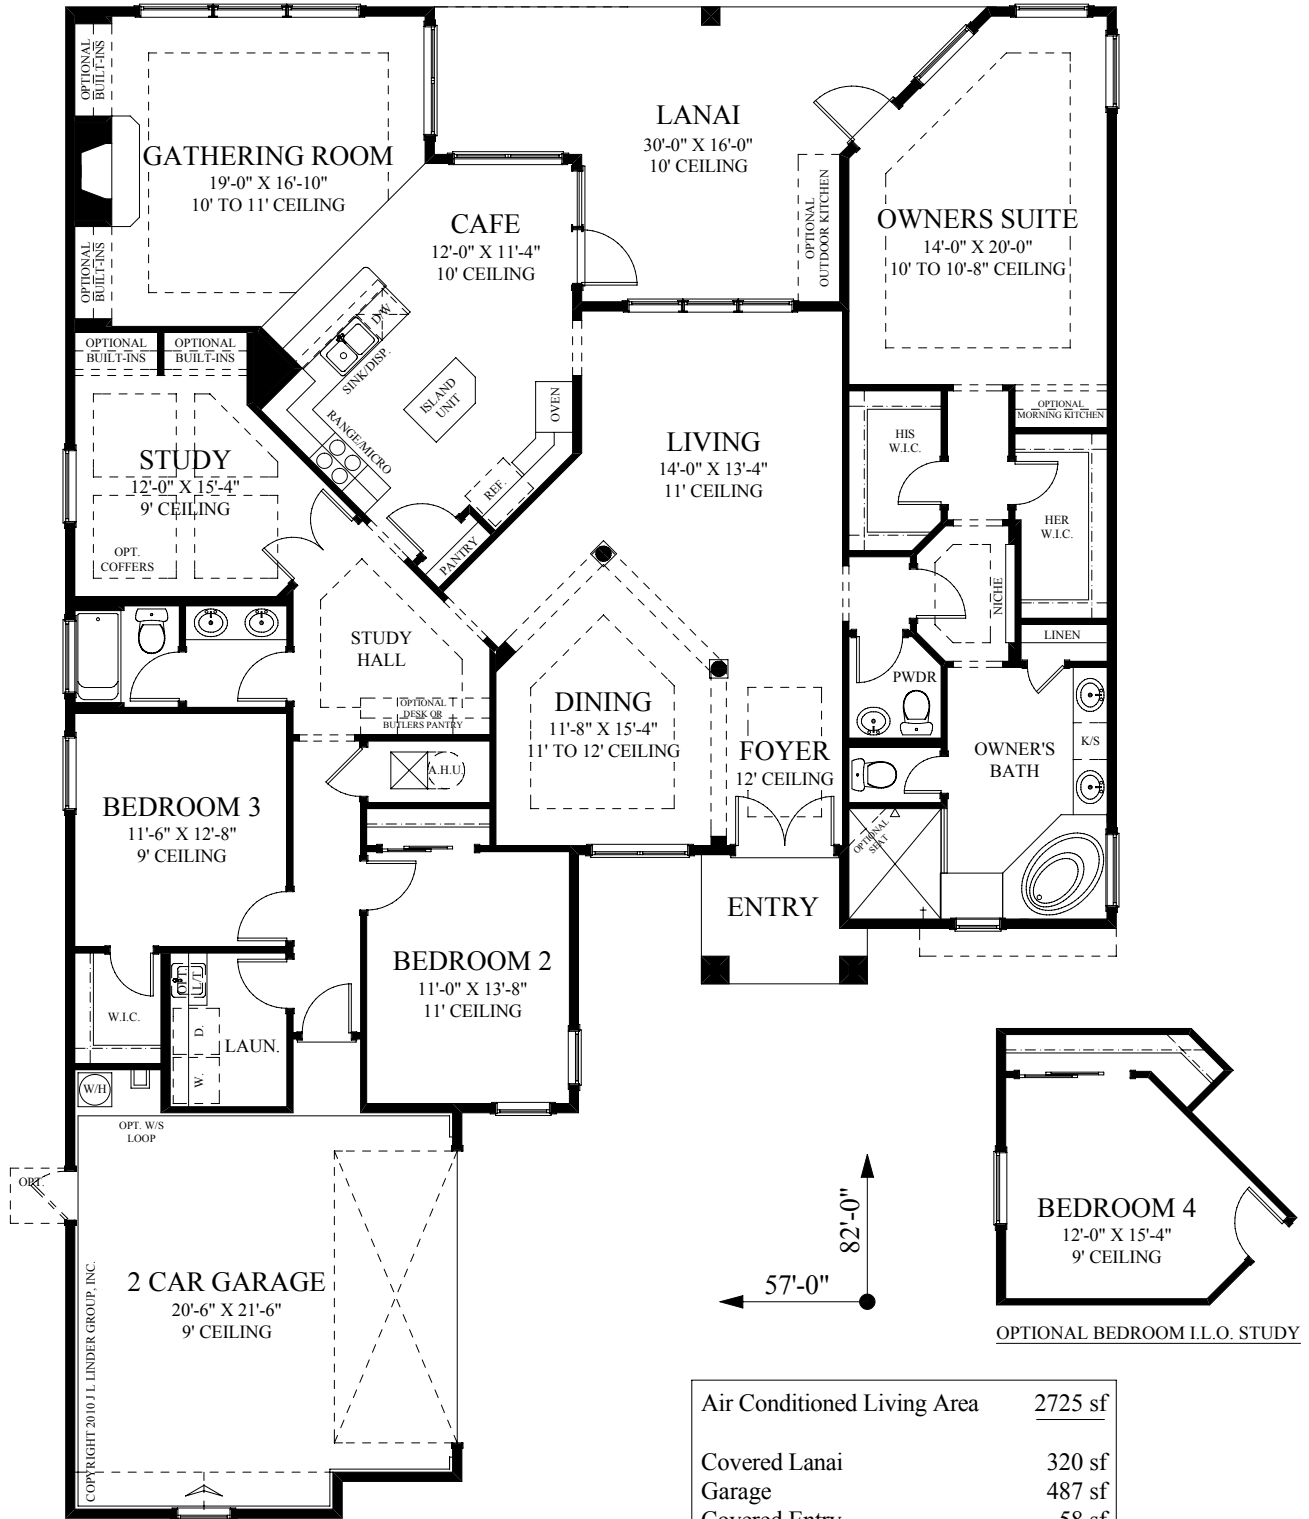 OPTIONAL
BUILT-INS
GATHERING ROOM
19'-0" X 16'-10"
10' TO 11' CEILING
OPTIONAL
BUILT-INS
LANAI
30'-0" X 16'-0"
10' CEILING
OPTIONAL
OUTDOOR KITCHEN
OWNERS SUITE
14'-0" X 20'-0"
10' TO 10'-8" CEILING
CAFE
12'-0" X 11'-4"
10' CEILING
D/W
SINK/DISP.
ISLAND
UNIT
OVEN
RANGE/MICRO
REF.
PANTRY
OPTIONAL
BUILT-INS
OPTIONAL
BUILT-INS
STUDY
12'-0" X 15'-4"
9' CEILING
OPT.
COFFERS
LIVING
14'-0" X 13'-4"
11' CEILING
OPTIONAL
MORNING KITCHEN
HIS
W.I.C.
HER
W.I.C.
NICHE
LINEN
STUDY
HALL
OPTIONAL
DESK OR
BUTLERS PANTRY
DINING
11'-8" X 15'-4"
11' TO 12' CEILING
PWDR
FOYER
12' CEILING
OWNER'S
BATH
K/S
A.H.U.
BEDROOM 3
11'-6" X 12'-8"
9' CEILING
OPTIONAL
SEAT
ENTRY
BEDROOM 2
11'-0" X 13'-8"
11' CEILING
OPT.
L/T
W.I.C.
D.
LAUN.
W.
W/H
OPT. W/S
LOOP
OPT.
2 CAR GARAGE
20'-6" X 21'-6"
9' CEILING
COPYRIGHT 2010 J L LINDER GROUP, INC.
82'-0"
57'-0"
BEDROOM 4
12'-0" X 15'-4"
9' CEILING
OPTIONAL BEDROOM I.L.O. STUDY
Air Conditioned Living Area 2725 sf
Covered Lanai 320 sf
Garage 487 sf
Covered Entry 58 sf